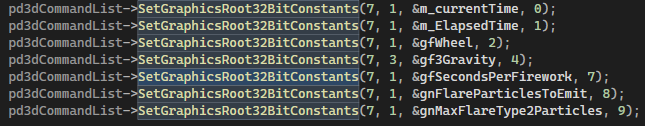 pd3dCommandList->SetGraphicsRoot32BitConstants(7, 1, &m_currentTime, 0);
pd3dCommandList->SetGraphicsRoot32BitConstants(7, 1, &m_ElapsedTime, 1);
pd3dCommandList->SetGraphicsRoot32BitConstants(7, 1, &gfWheel, 2);
pd3dCommandList->SetGraphicsRoot32BitConstants(7, 3, &gf3Gravity, 4);
pd3dCommandList->SetGraphicsRoot32BitConstants(7, 1, &gfSecondsPerFirework, 7);
pd3dCommandList->SetGraphicsRoot32BitConstants(7, 1, &gnFlareParticlesToEmit, 8);
pd3dCommandList->SetGraphicsRoot32BitConstants(7, 1, &gnMaxFlareType2Particles, 9);